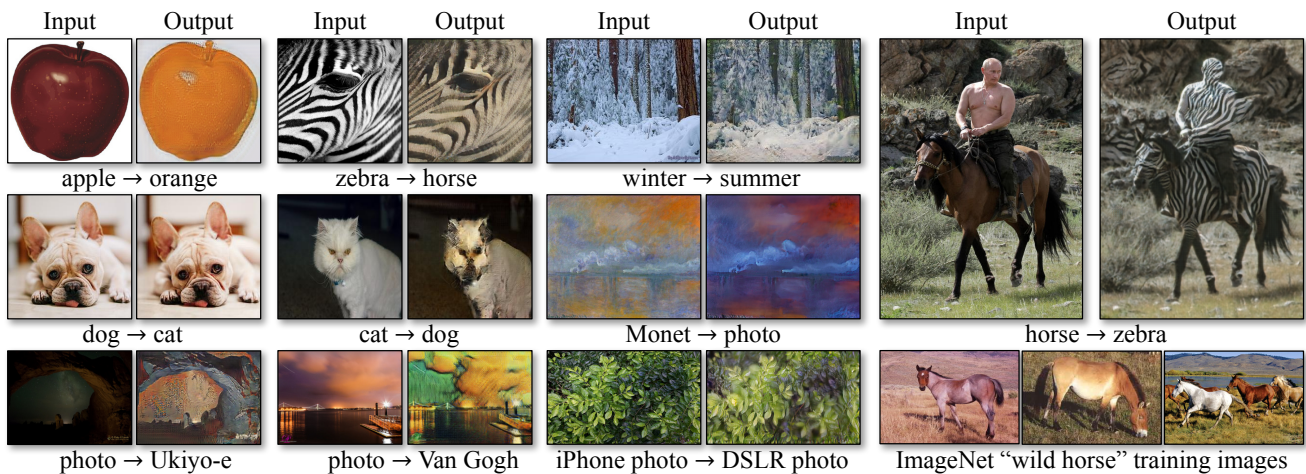 Input Output Input Output Input Output Input Output
apple → orange zebra → horse winter → summer
dog → cat cat → dog Monet → photo horse → zebra
photo → Ukiyo-e photo → Van Gogh iPhone photo → DSLR photo ImageNet “wild horse” training images